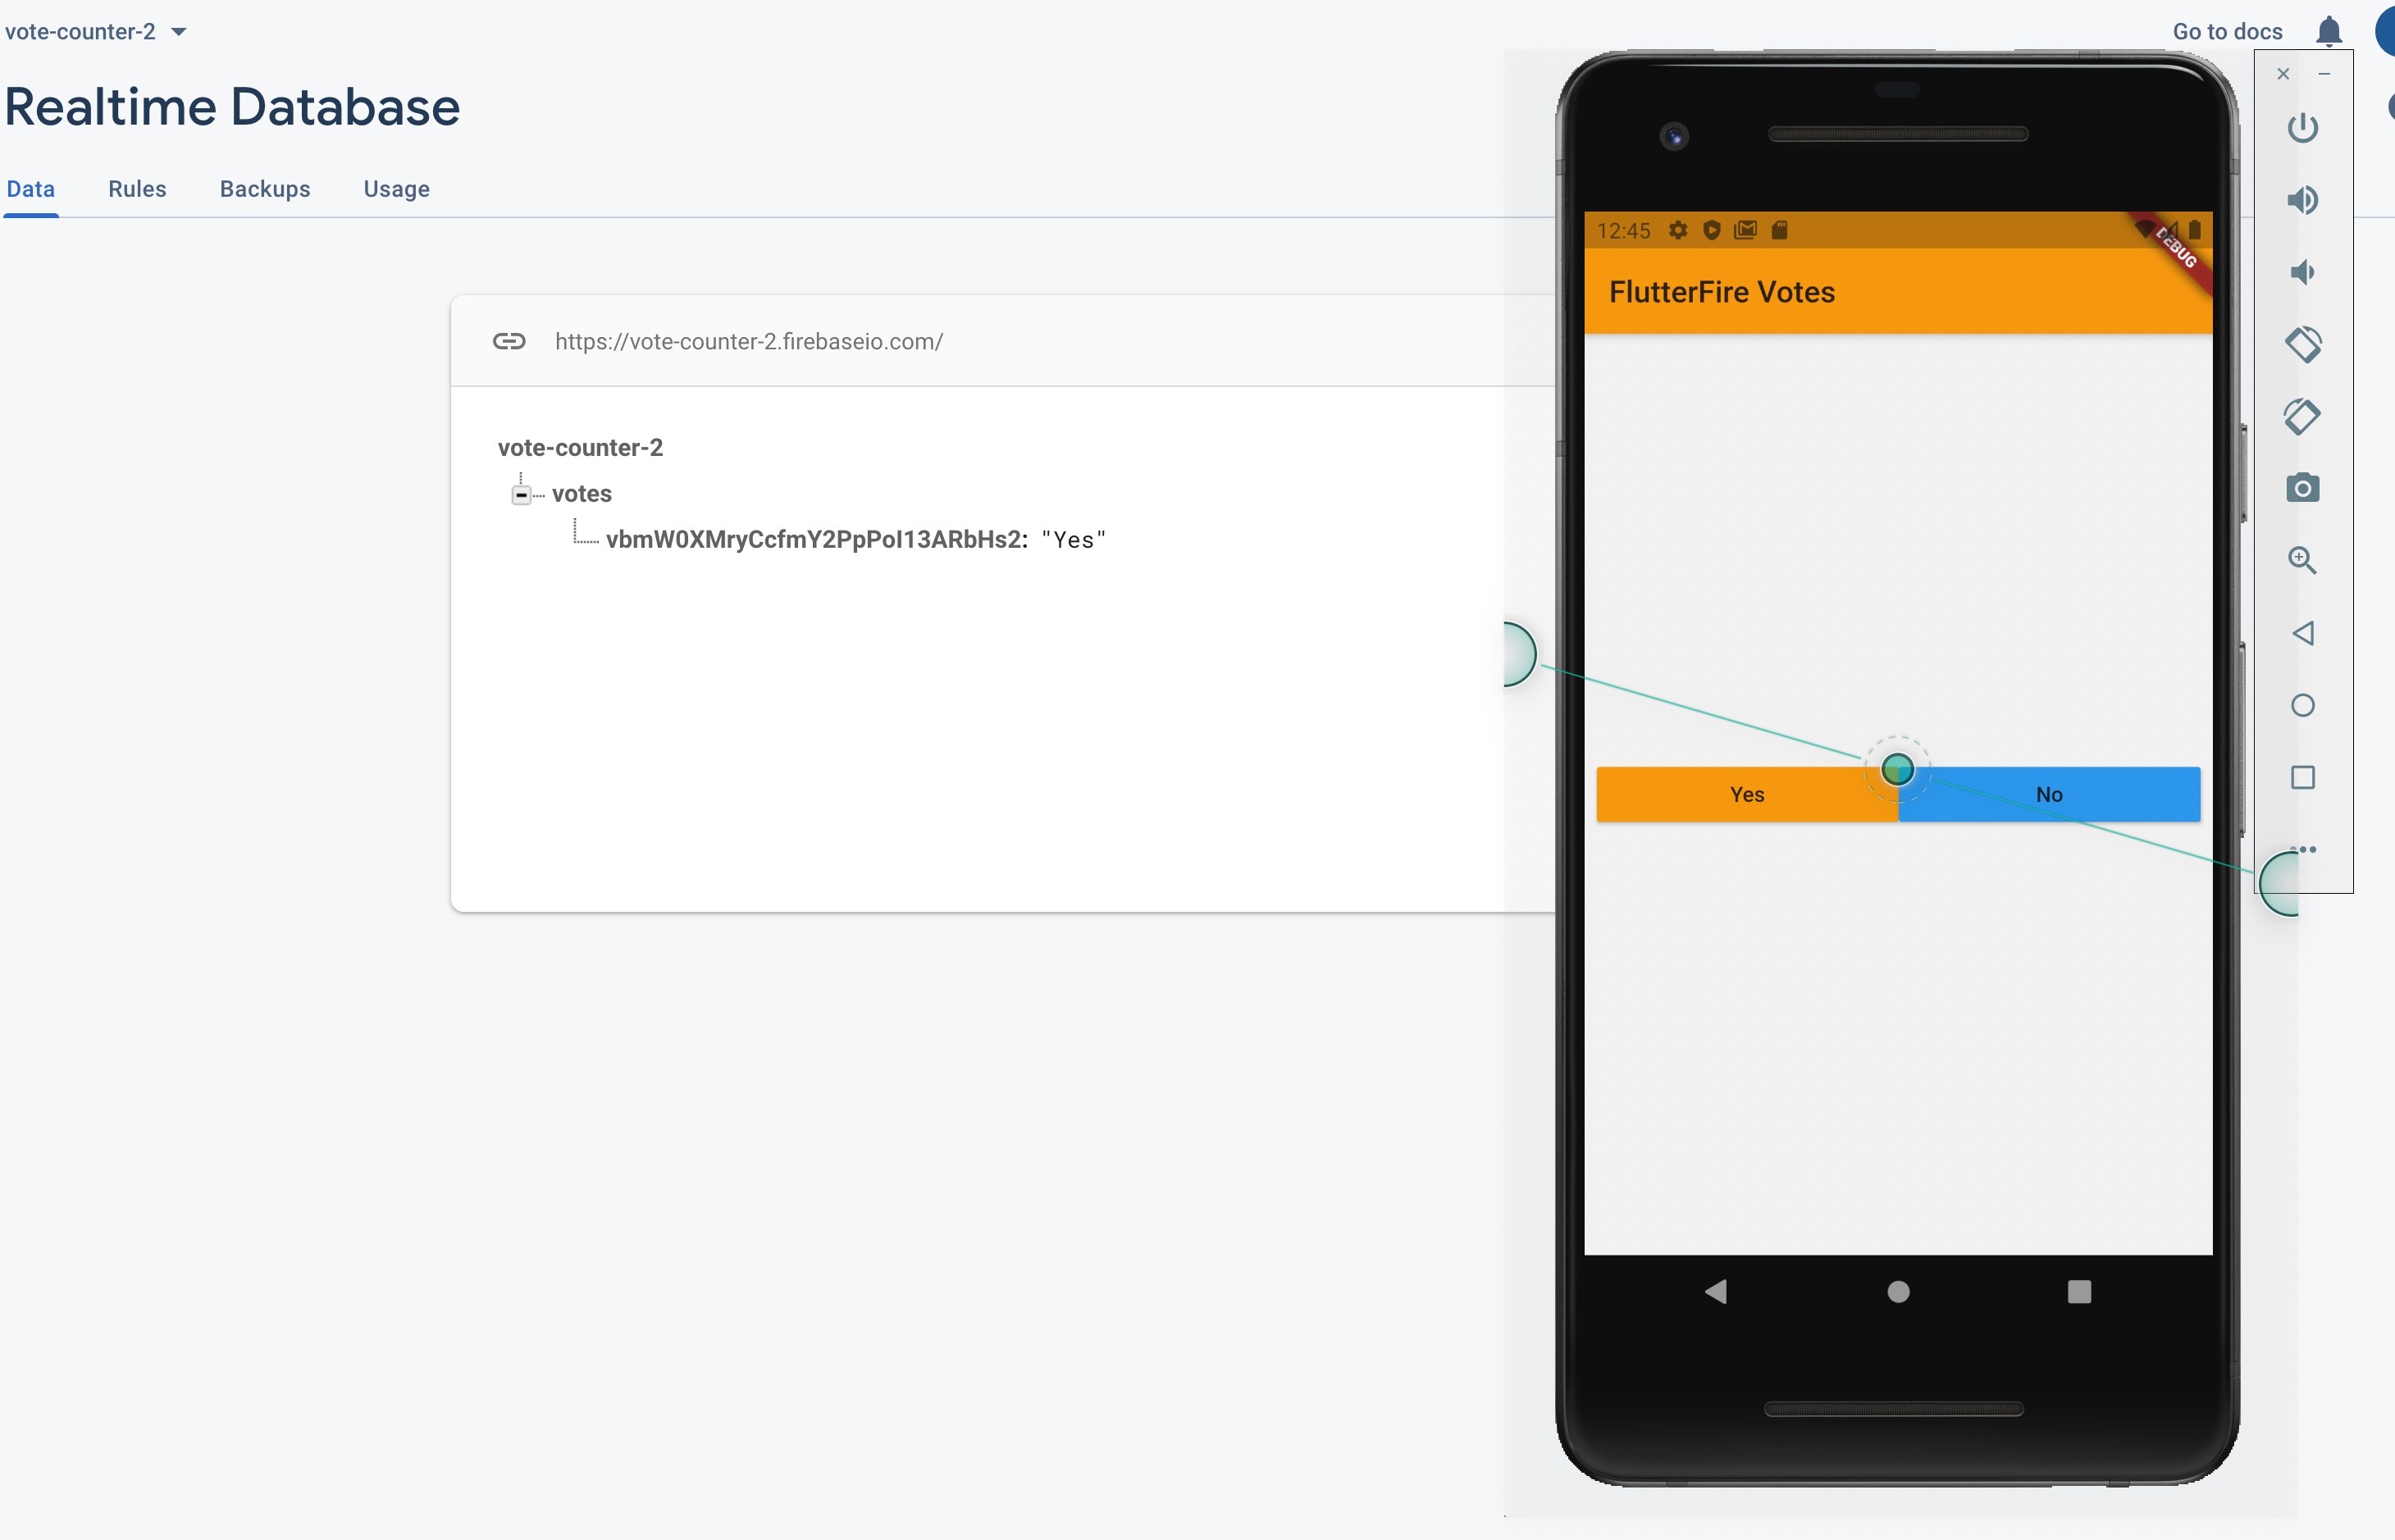 vote-counter-2
Go to docs
Realtime Database
Data Rules Backups Usage
https://vote-counter-2.firebaseio.com/
vote-counter-2
votes
vbmW0XMryCcfmY2PpPoI13ARbHs2: "Yes"
12:45
DEBUG
FlutterFire Votes
Yes No